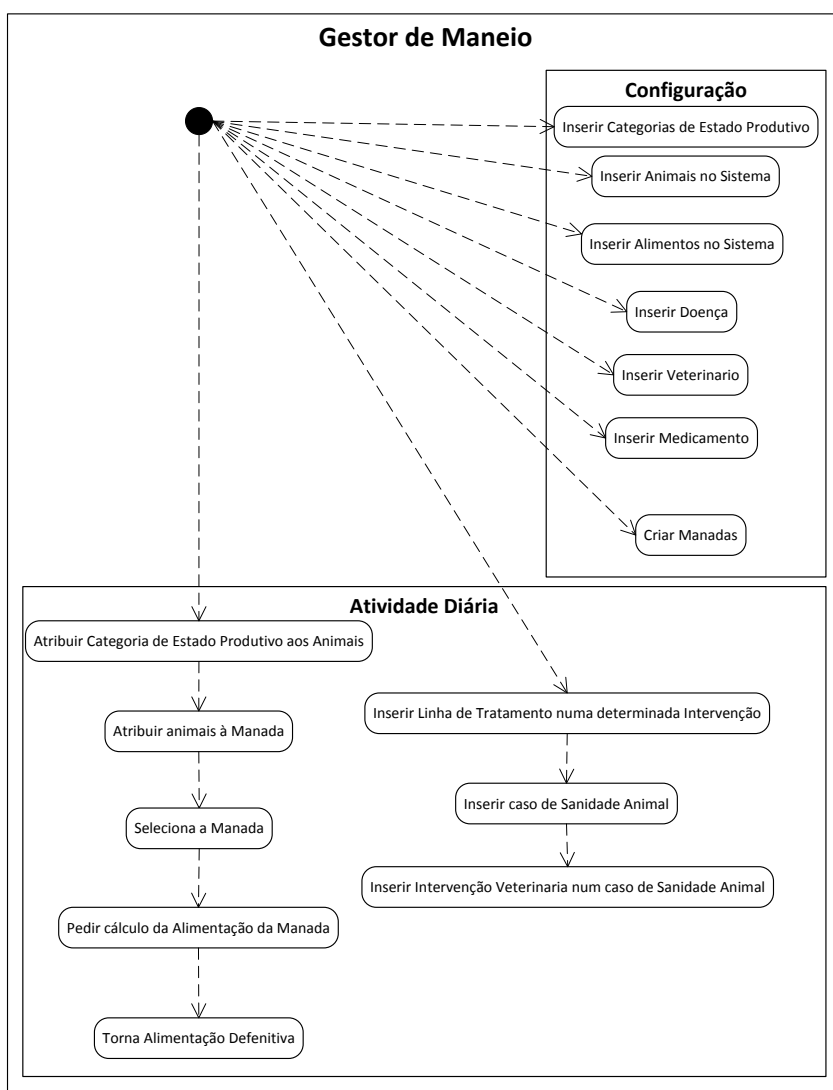 Gestor de Maneio
Configuração
Inserir Categorias de Estado Produtivo
Inserir Animais no Sistema
Inserir Alimentos no Sistema
Inserir Doença
Inserir Veterinario
Inserir Medicamento
Criar Manadas
Atividade Diária
Atribuir Categoria de Estado Produtivo aos Animais
Atribuir animais à Manada
Seleciona a Manada
Pedir cálculo da Alimentação da Manada
Torna Alimentação Defenitiva
Inserir Linha de Tratamento numa determinada Intervenção
Inserir caso de Sanidade Animal
Inserir Intervenção Veterinaria num caso de Sanidade Animal